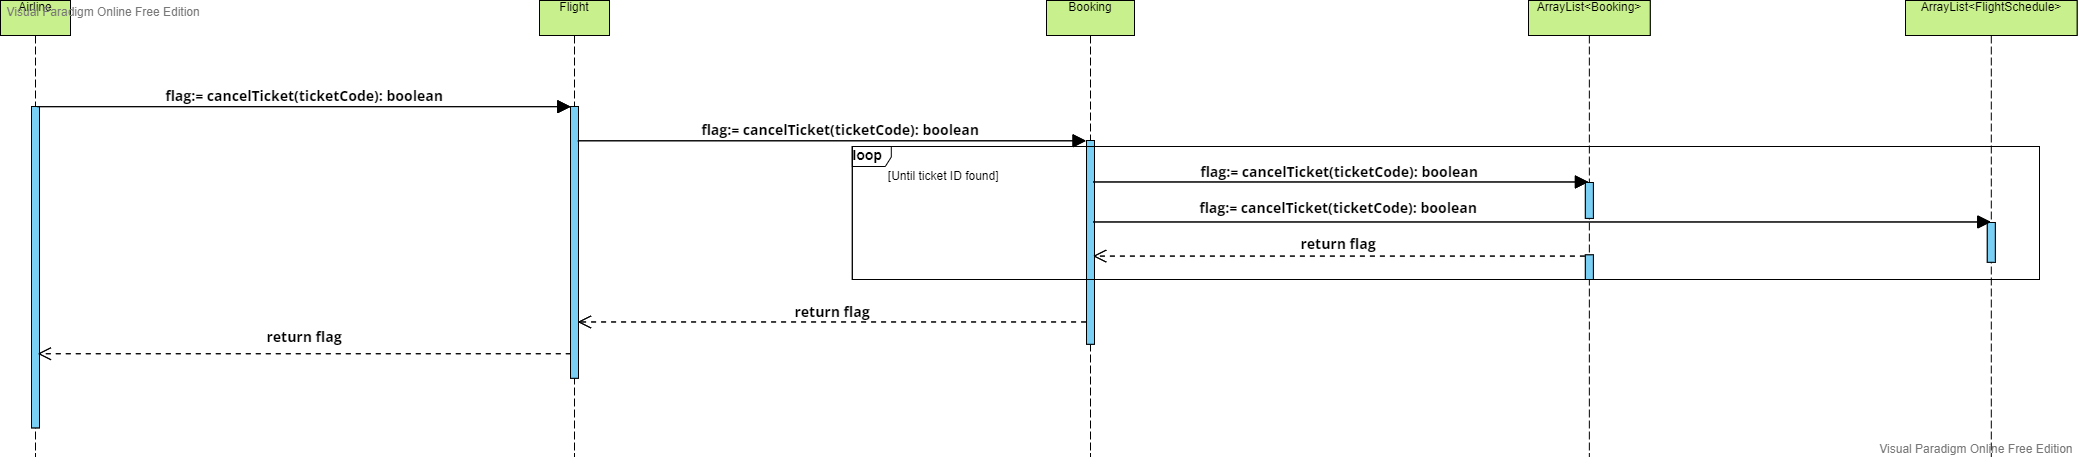 Airline
Visual Paradigm Online Free Edition
Flight
Booking
ArrayList<Booking>
ArrayList<FlightSchedule>
flag:= cancelTicket(ticketCode): boolean
flag:= cancelTicket(ticketCode): boolean
loop
[Until ticket ID found]
flag:= cancelTicket(ticketCode): boolean
flag:= cancelTicket(ticketCode): boolean
return flag
return flag
return flag
Visual Paradigm Online Free Edition